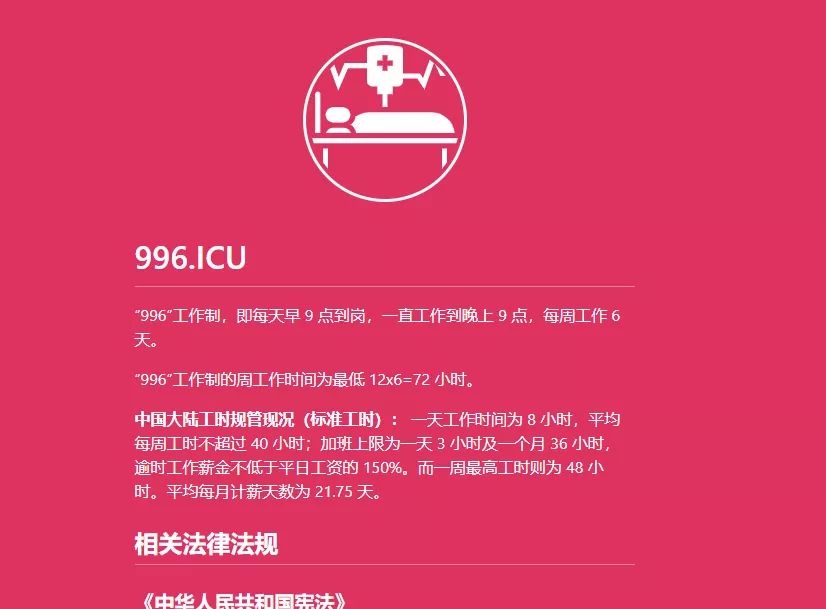 996.ICU
“996”工作制，即每天早 9 点到岗，一直工作到晚上 9 点，每周工作 6
天。
“996”工作制的周工作时间为最低 12x6=72 小时。
中国大陆工时规管现况（标准工时）： 一天工作时间为 8 小时，平均
每周工时不超过 40 小时；加班上限为一天 3 小时及一个月 36 小时，
逾时工作薪金不低于平日工资的 150%。而一周最高工时则为 48 小
时。平均每月计薪天数为 21.75 天。
相关法律法规
《中华人民共和国宪法》